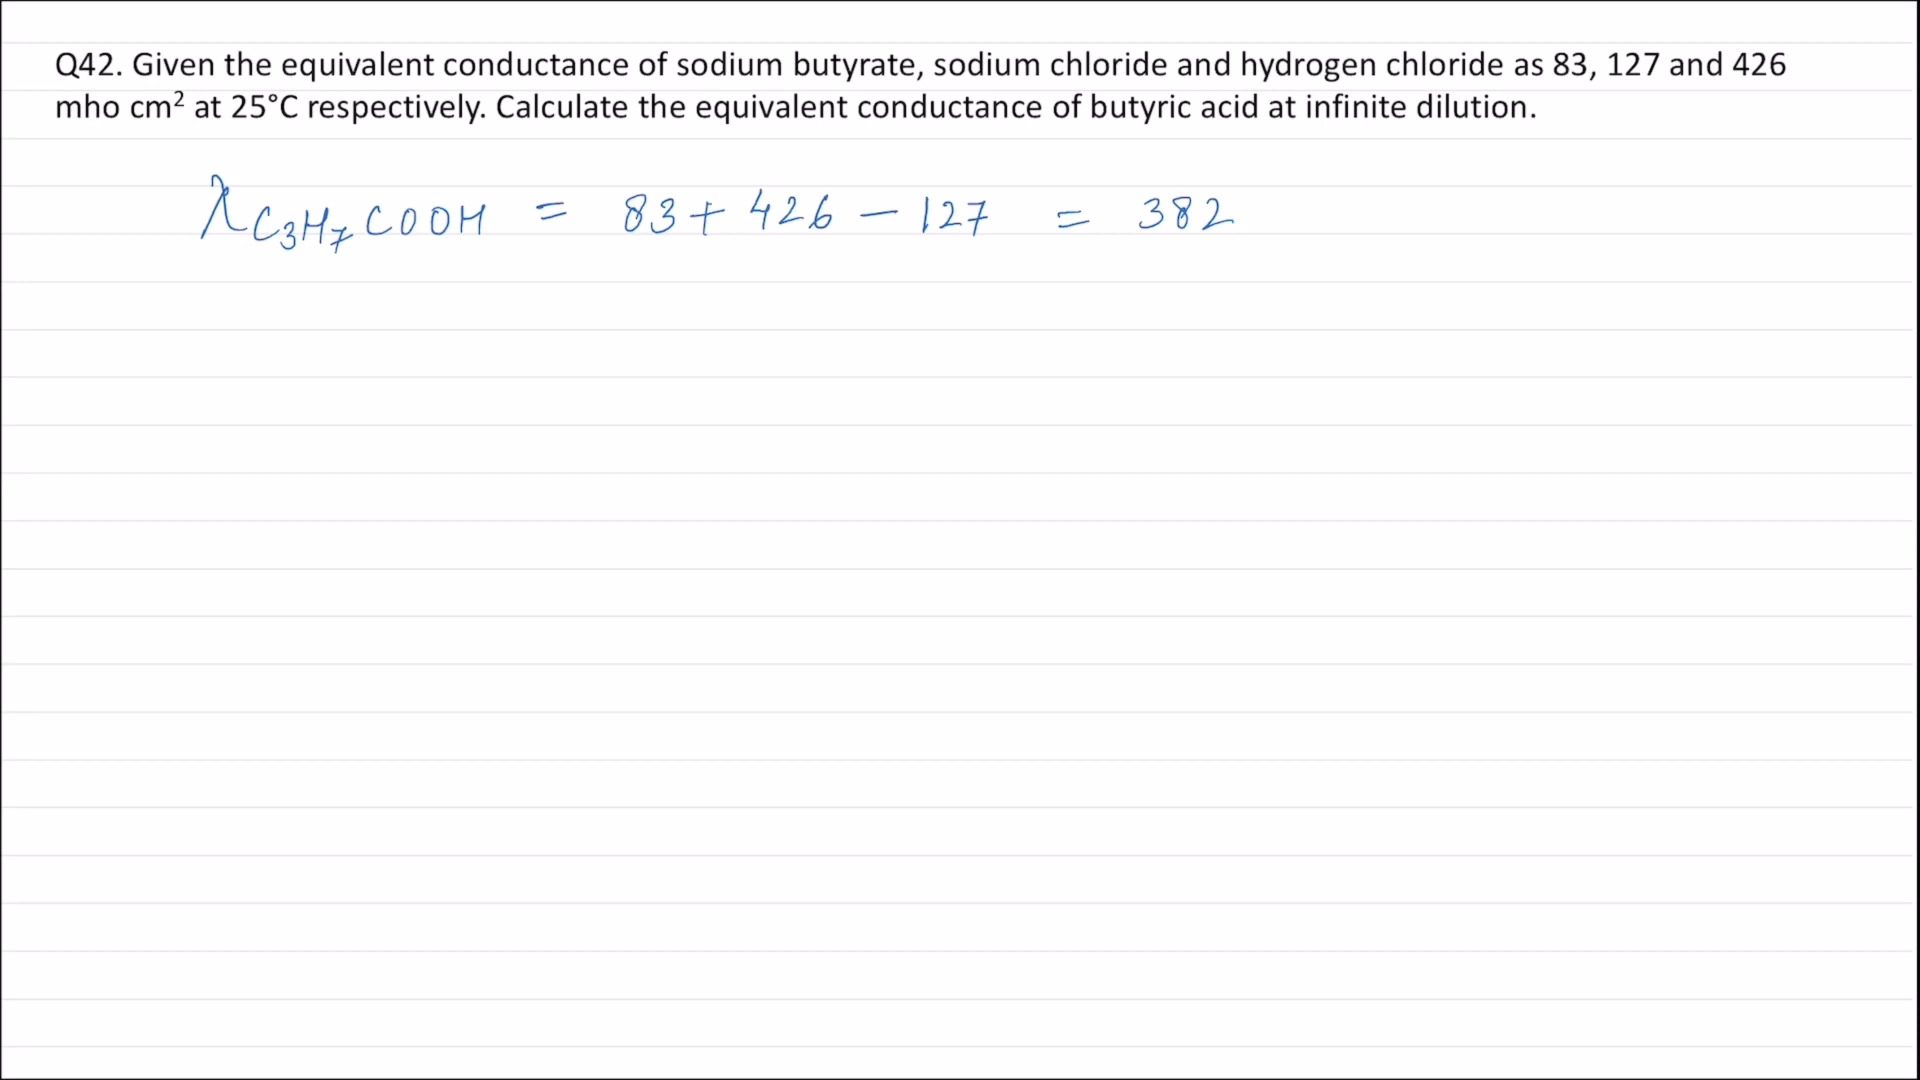 Q42. Given the equivalent conductance of sodium butyrate, sodium chloride and hydrogen chloride as 83, 127 and 426
mho cm² at 25°C respectively. Calculate the equivalent conductance of butyric acid at infinite dilution.
λ C₃H₇COOH = 83 + 426 − 127 = 382